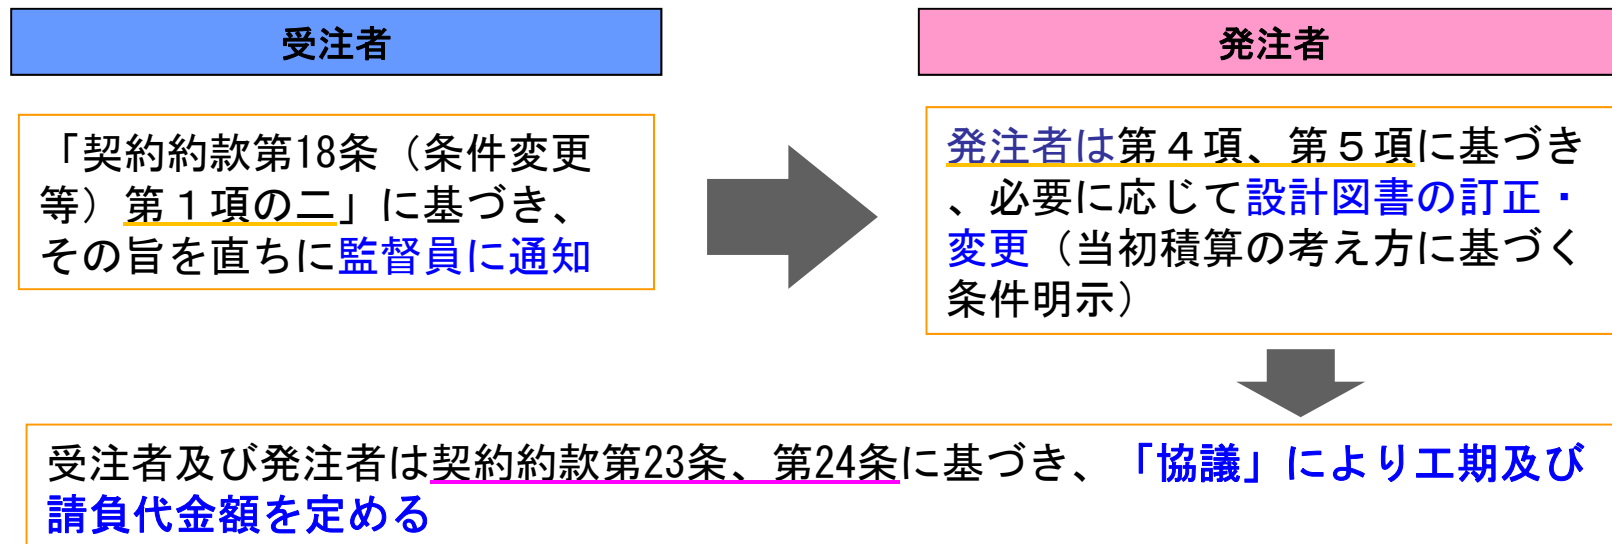 受注者
発注者
「契約約款第18条（条件変更
等）第１項の二」に基づき、
その旨を直ちに監督員に通知
発注者は第４項、第５項に基づき
、必要に応じて設計図書の訂正・
変更（当初積算の考え方に基づく
条件明示）
受注者及び発注者は契約約款第23条、第24条に基づき、「協議」により工期及び
請負代金額を定める